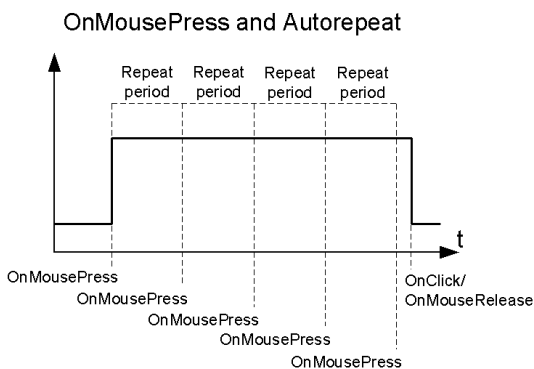 OnMousePress and Autorepeat
Repeat period
Repeat period
Repeat period
Repeat period
t
OnMousePress
OnMousePress
OnMousePress
OnMousePress
OnMousePress
OnClick/
OnMouseRelease